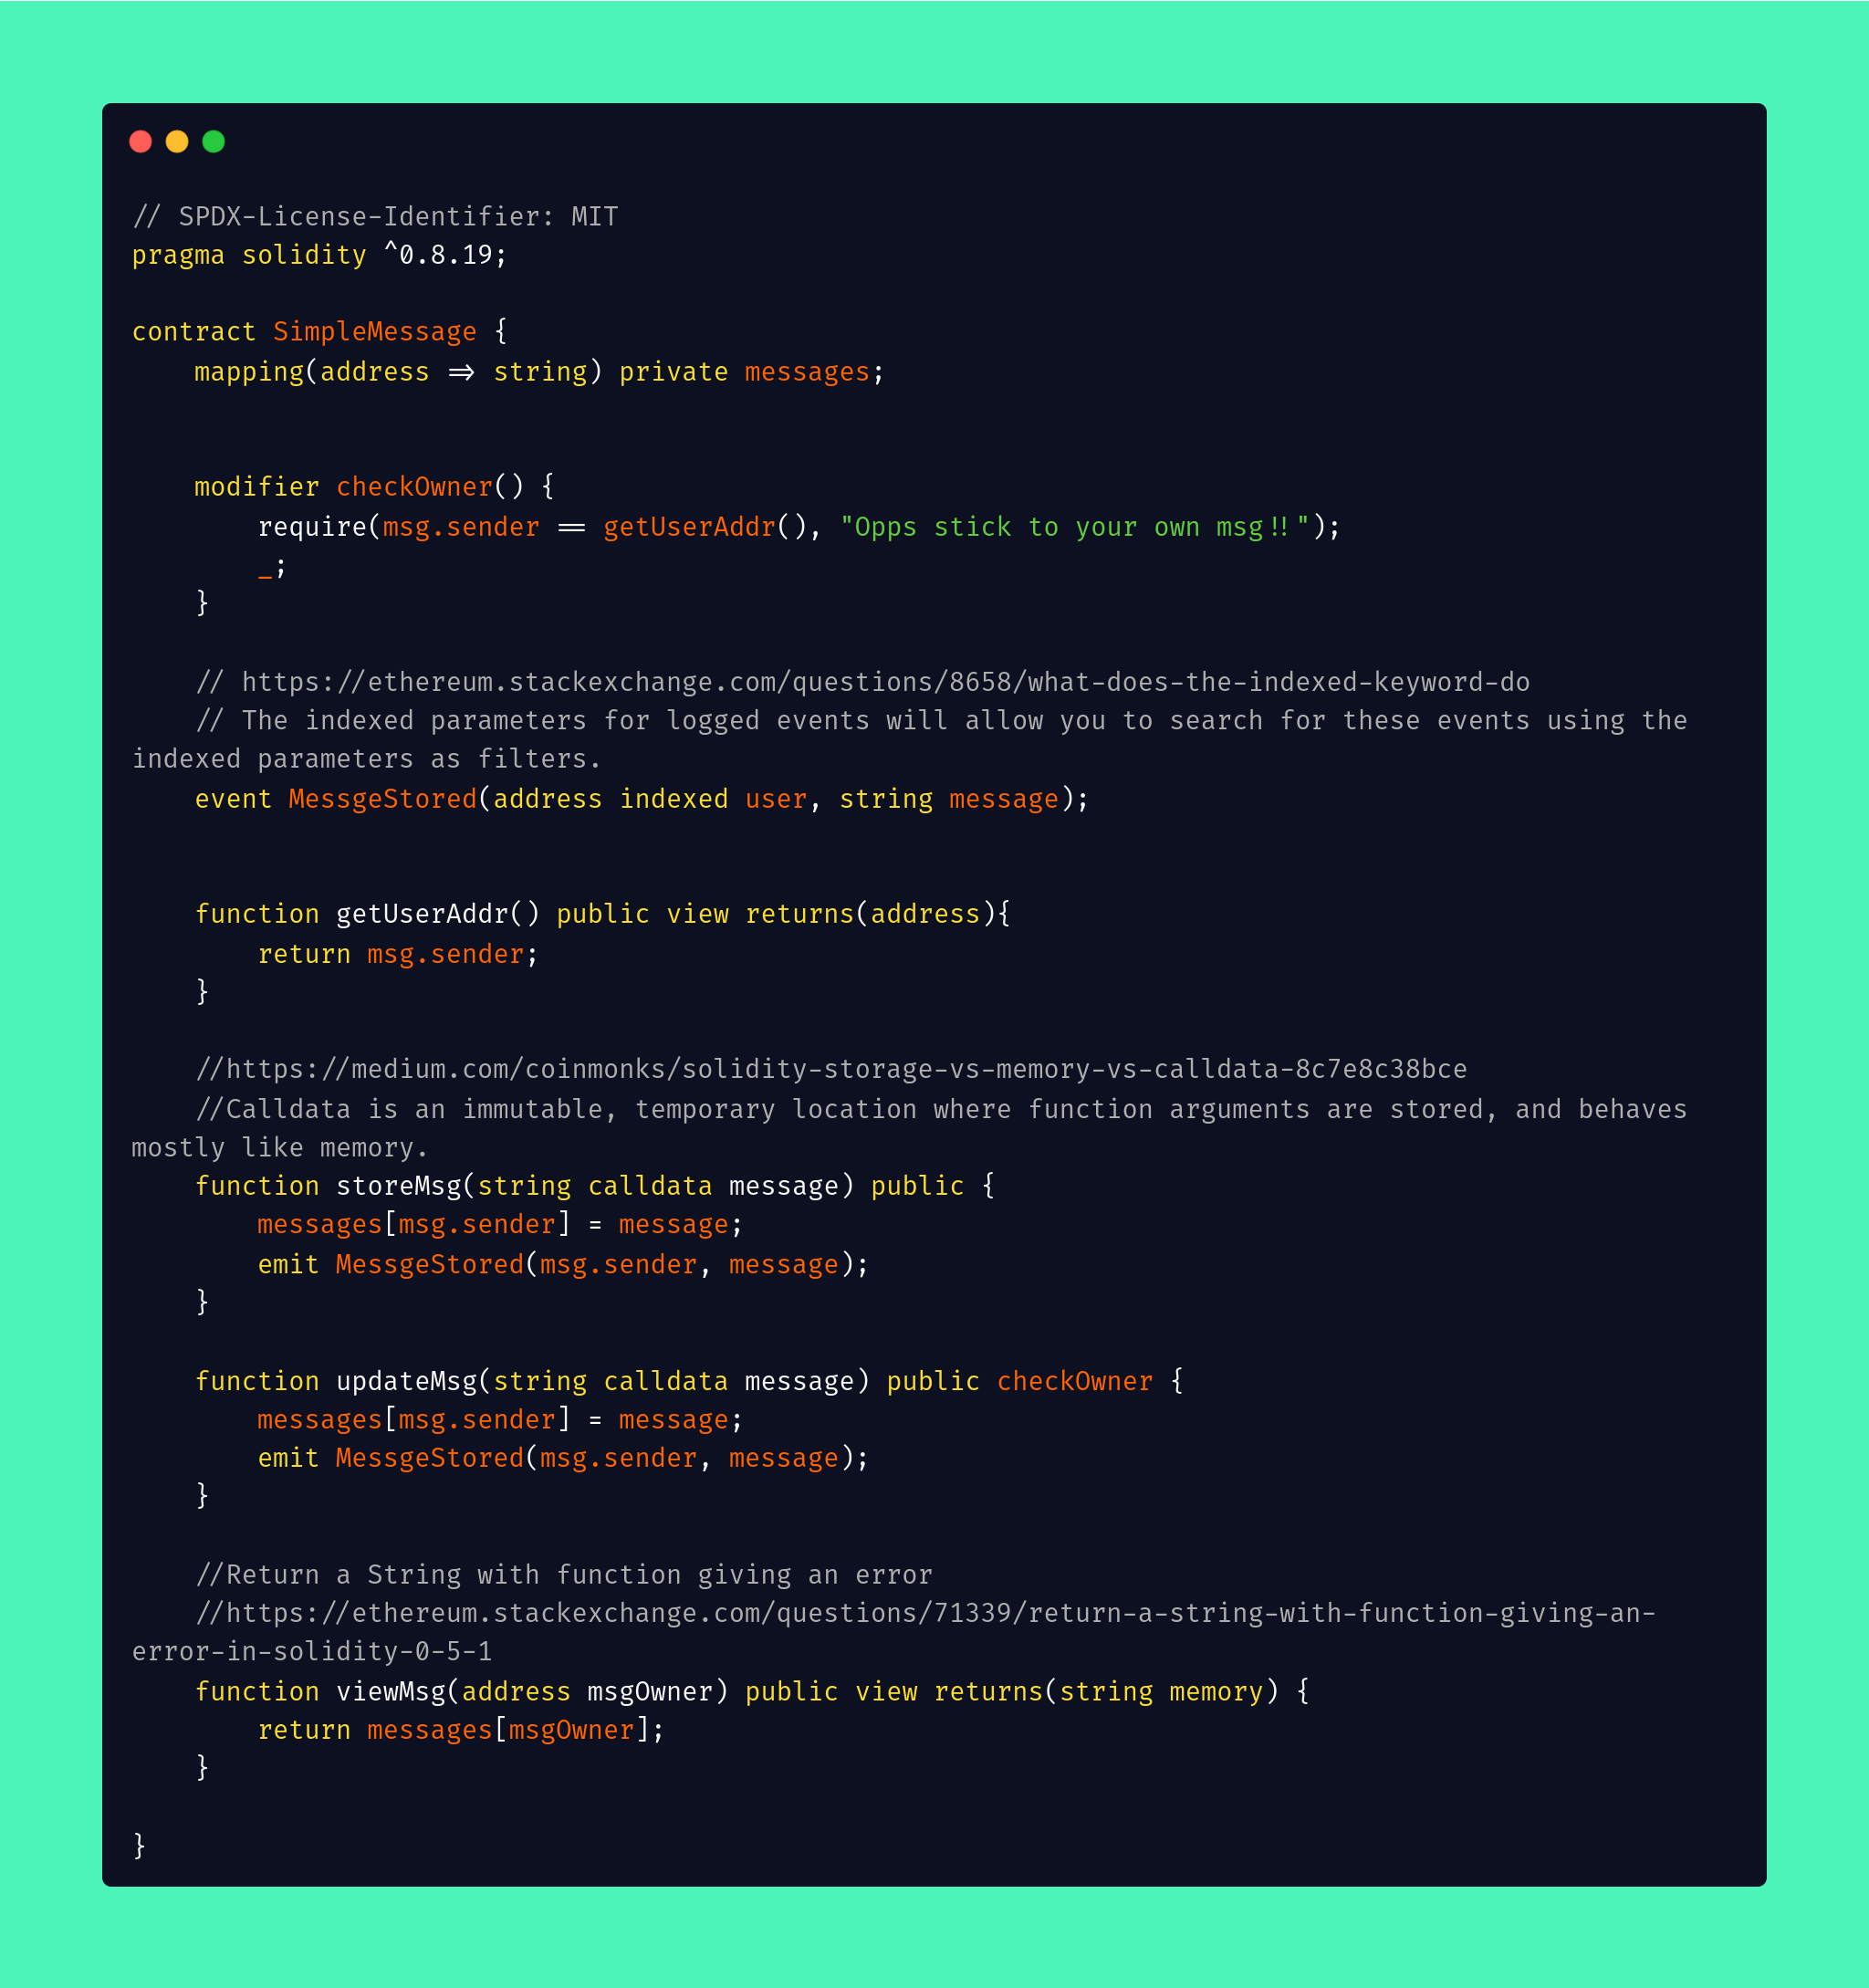 // SPDX-License-Identifier: MIT
pragma solidity ^0.8.19;

contract SimpleMessage {
    mapping(address => string) private messages;

    modifier checkOwner() {
        require(msg.sender == getUserAddr(), "Opps stick to your own msg!!");
        _;
    }

    // https://ethereum.stackexchange.com/questions/8658/what-does-the-indexed-keyword-do
    // The indexed parameters for logged events will allow you to search for these events using the
indexed parameters as filters.
    event MessgeStored(address indexed user, string message);

    function getUserAddr() public view returns(address){
        return msg.sender;
    }

    //https://medium.com/coinmonks/solidity-storage-vs-memory-vs-calldata-8c7e8c38bce
    //Calldata is an immutable, temporary location where function arguments are stored, and behaves
mostly like memory.
    function storeMsg(string calldata message) public {
        messages[msg.sender] = message;
        emit MessgeStored(msg.sender, message);
    }

    function updateMsg(string calldata message) public checkOwner {
        messages[msg.sender] = message;
        emit MessgeStored(msg.sender, message);
    }

    //Return a String with function giving an error
    //https://ethereum.stackexchange.com/questions/71339/return-a-string-with-function-giving-an-
error-in-solidity-0-5-1
    function viewMsg(address msgOwner) public view returns(string memory) {
        return messages[msgOwner];
    }

}